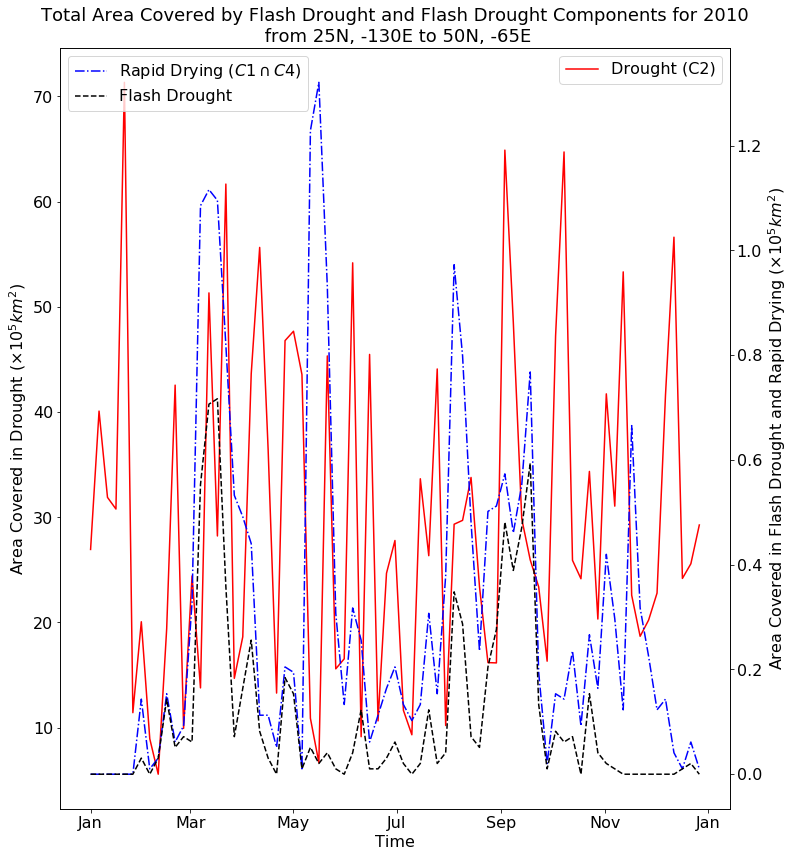 Total Area Covered by Flash Drought and Flash Drought Components for 2010
from 25N, -130E to 50N, -65E
Rapid Drying (C1 ∩ C4)
Flash Drought
Drought (C2)
Area Covered in Drought (×10⁵km²)
70
60
50
40
30
20
10
Area Covered in Flash Drought and Rapid Drying (×10⁵km²)
1.2
1.0
0.8
0.6
0.4
0.2
0.0
Jan Mar May Jul Sep Nov Jan
Time